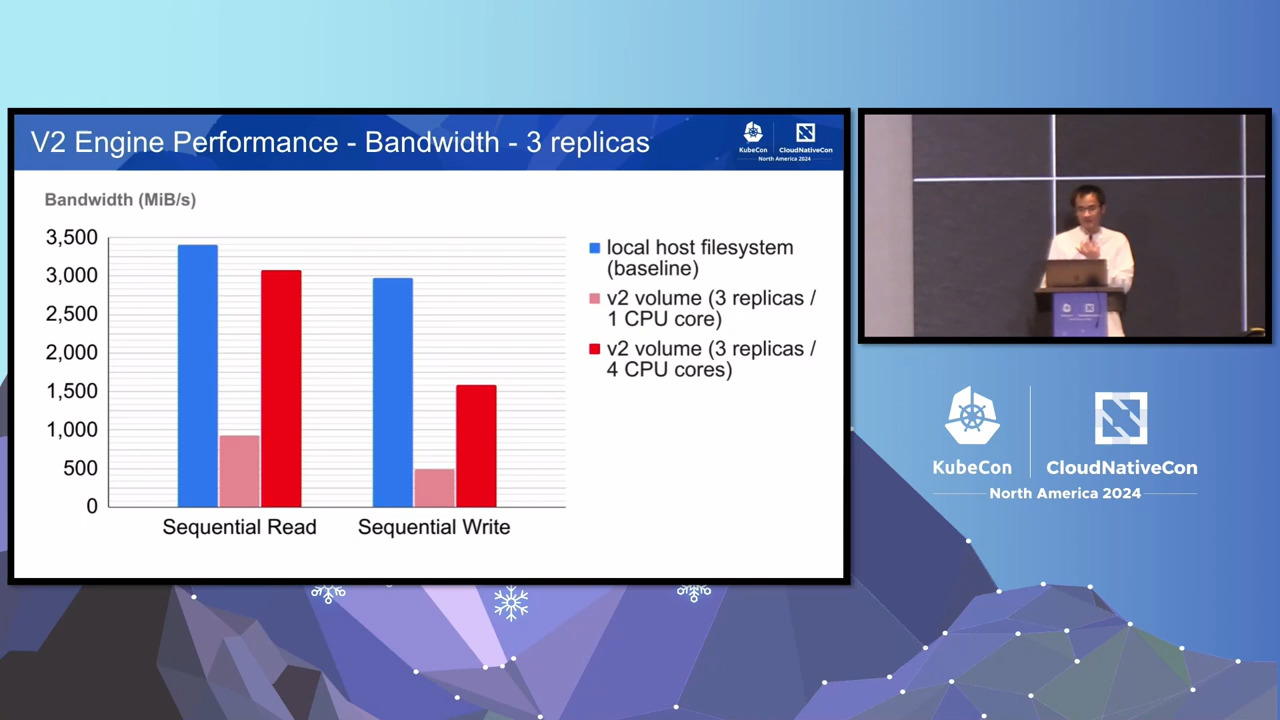 V2 Engine Performance - Bandwidth - 3 replicas
KubeCon
CloudNativeCon
North America 2024
Bandwidth (MiB/s)
3,500
3,000
2,500
2,000
1,500
1,000
500
0
Sequential Read
Sequential Write
local host filesystem
(baseline)
v2 volume (3 replicas /
1 CPU core)
v2 volume (3 replicas /
4 CPU cores)
KubeCon
CloudNativeCon
North America 2024